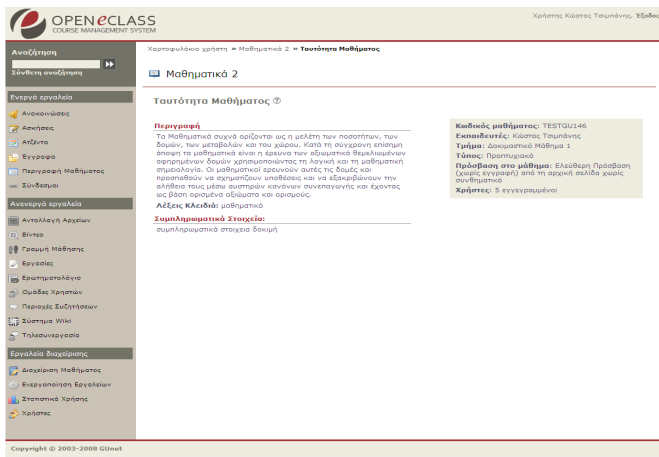 OPEN eCLASS
COURSE MANAGEMENT SYSTEM
Χρήστης Κώστας Τσιμπάνης, Έξοδος
Αναζήτηση
Σύνθετη αναζήτηση
Ενεργά εργαλεία
Ανακοινώσεις
Ασκήσεις
Ατζέντα
Έγγραφα
Περιγραφή Μαθήματος
Σύνδεσμοι
Ανενεργά εργαλεία
Ανταλλαγή Αρχείων
Βίντεο
Γραμμή Μάθησης
Εργασίες
Ερωτηματολόγιο
Ομάδες Χρηστών
Περιοχές Συζητήσεων
Σύστημα Wiki
Τηλεσυνεργασία
Εργαλεία διαχείρισης
Διαχείριση Μαθήματος
Ενεργοποίηση Εργαλείων
Στατιστικά Χρήσης
Χρήστες
Χαρτοφυλάκιο χρήστη » Μαθηματικά 2 » Ταυτότητα Μαθήματος
Μαθηματικά 2
Ταυτότητα Μαθήματος
Περιγραφή
Τα Μαθηματικά συχνά ορίζονται ως η μελέτη των ποσοτήτων, των
δομών, των μεταβολών και του χώρου. Κατά τη σύγχρονη επίσημη
άποψη τα μαθηματικά είναι η έρευνα των αξιωματικά θεμελιωμένων
αφηρημένων δομών χρησιμοποιώντας τη λογική και τη μαθηματική
σημειολογία. Οι μαθηματικοί ερευνούν αυτές τις δομές και
προσπαθούν να σχηματίζουν υποθέσεις και να εξακριβώνουν την
αλήθεια τους μέσω αυστηρών κανόνων συνεπαγωγής και έχοντας
ως βάση ορισμένα αξιώματα και ορισμούς.
Λέξεις Κλειδιά: μαθηματικά
Συμπληρωματικά Στοιχεία:
συμπληρωματικά στοιχεια δοκιμή
Κωδικός μαθήματος: TESTGU146
Εκπαιδευτές: Κώστας Τσιμπάνης
Τμήμα: Δοκιμαστικό Μάθημα 1
Τύπος: Προπτυχιακό
Πρόσβαση στο μάθημα: Ελεύθερη Πρόσβαση
(χωρίς εγγραφή) από τη αρχική σελίδα χωρίς
συνθηματικό
Χρήστες: 5 εγγεγραμμένοι
Copyright © 2003-2008 GUnet